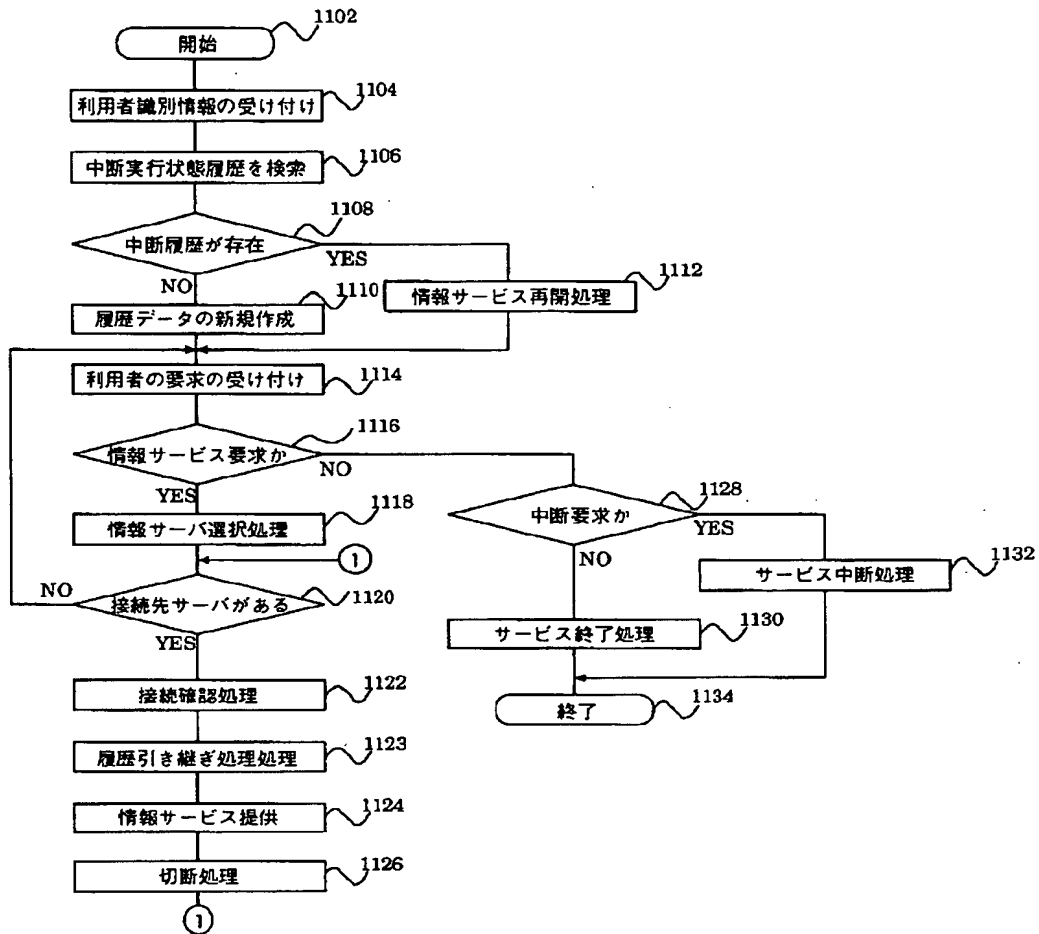 1102
開始
1104
利用者識別情報の受け付け
1106
中断実行状態履歴を検索
1108
中断履歴が存在
YES
NO
1110
履歴データの新規作成
1112
情報サービス再開処理
利用者の要求の受け付け
1114
1116
情報サービス要求か
NO
YES
1118
情報サーバ選択処理
1128
中断要求か
YES
NO
1
1132
サービス中断処理
NO
接続先サーバがある
1120
YES
サービス終了処理
1130
接続確認処理
1122
終了
1134
履歴引き継ぎ処理処理
1123
情報サービス提供
1124
切断処理
1126
1